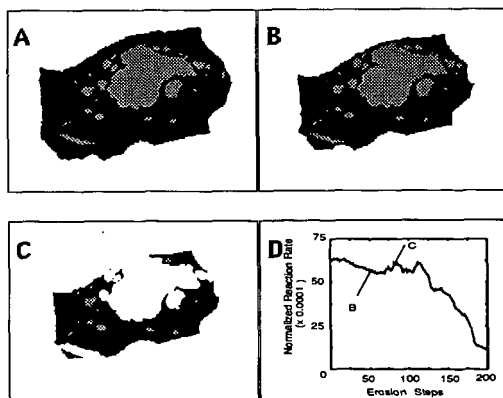 A
B
C
D
75
50
25
0
Normalized Reaction Rate
(x 0.0001)
C
B
0
50
100
150
200
Erosion Steps